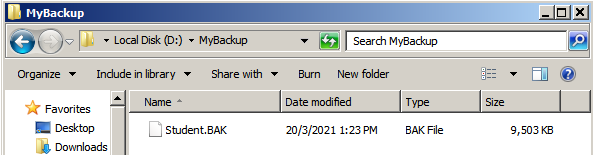 MyBackup
Local Disk (D:) MyBackup Search MyBackup
Organize Include in library Share with Burn New folder
Favorites Name Date modified Type Size
Desktop Student.BAK 20/3/2021 1:23 PM BAK File 9,503 KB
Downloads